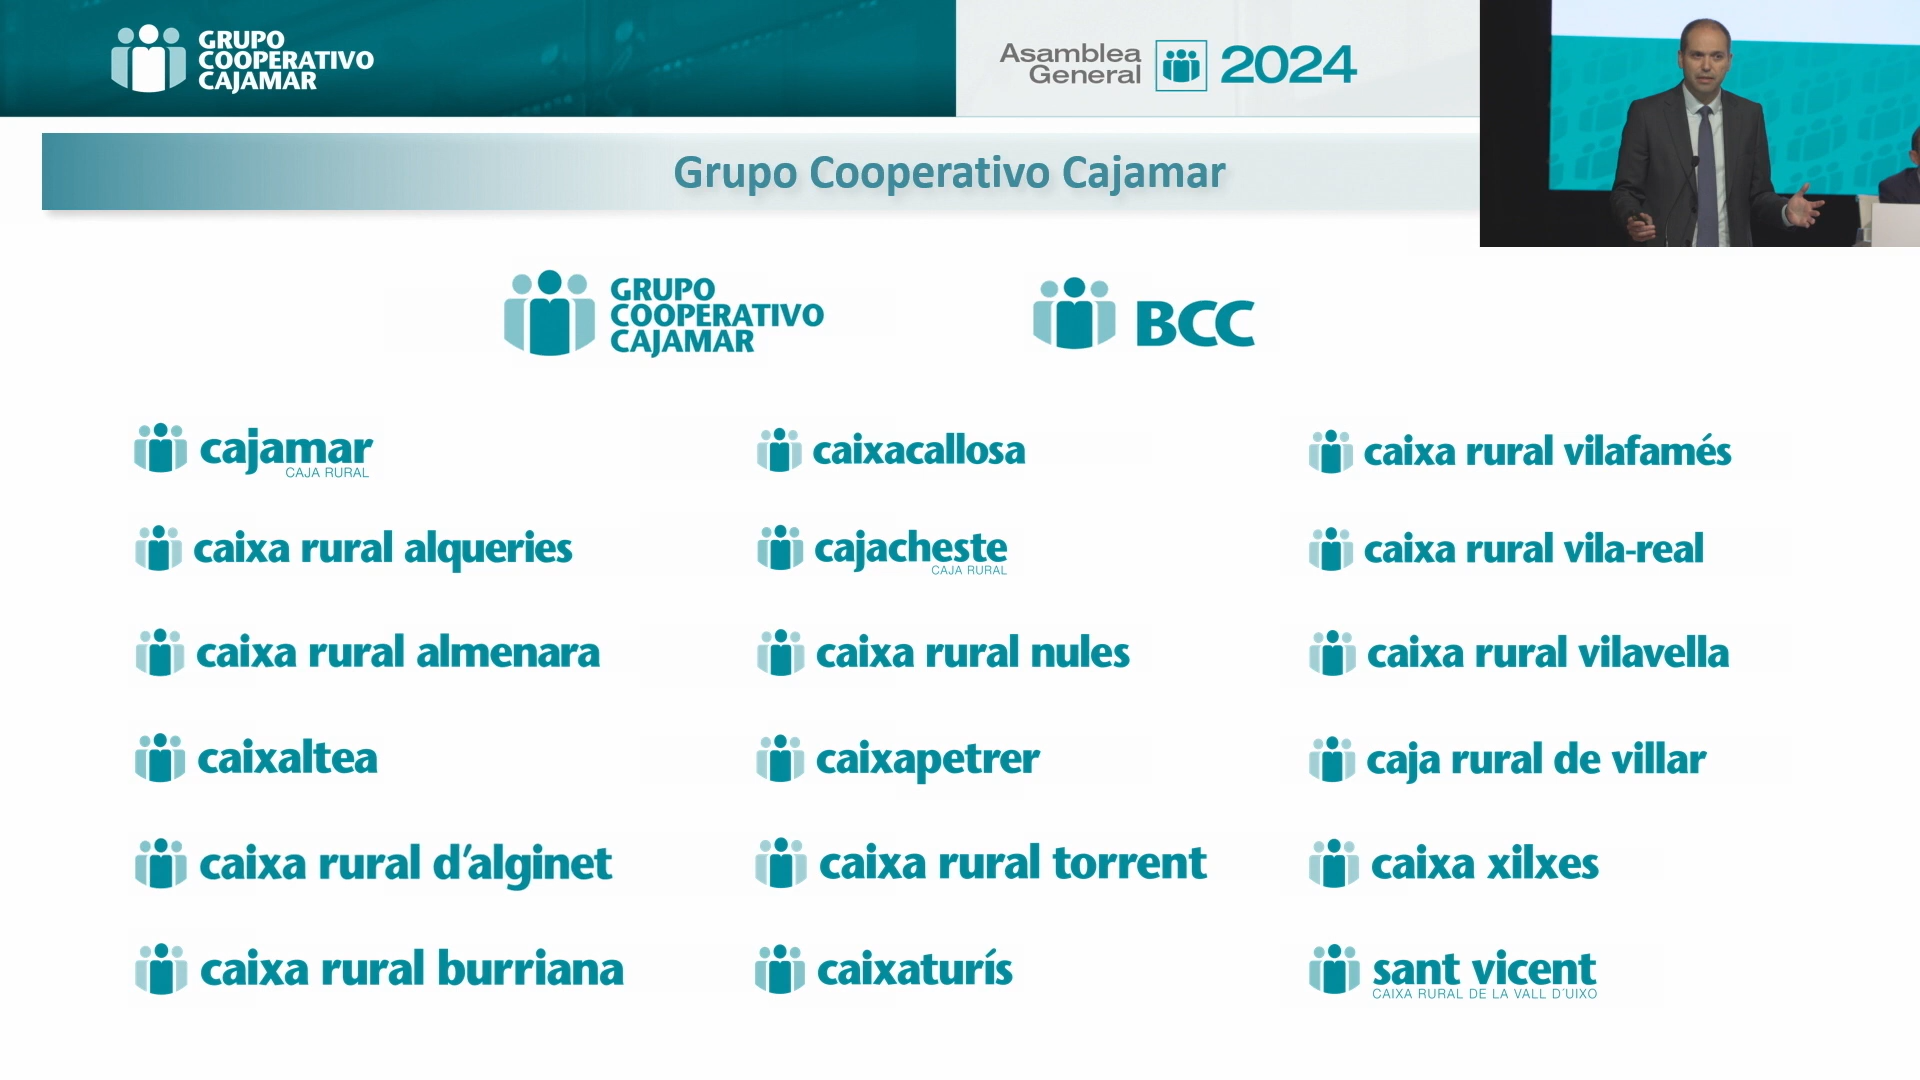 GRUPO
COOPERATIVO
CAJAMAR
Asamblea
General
2024
Grupo Cooperativo Cajamar
GRUPO
COOPERATIVO
CAJAMAR
BCC
cajamar
CAJA RURAL
caixacallosa
caixa rural vilafamés
caixa rural alqueries
cajacheste
CAJA RURAL
caixa rural vila-real
caixa rural almenara
caixa rural nules
caixa rural vilavella
caixaltea
caixapetrer
caja rural de villar
caixa rural d'alginet
caixa rural torrent
caixa xilxes
caixa rural burriana
caixaturís
sant vicent
CAIXA RURAL DE LA VALL D'UIXO